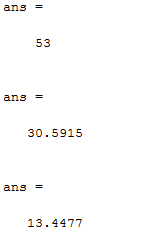 ans =
53
ans =
30.5915
ans =
13.4477